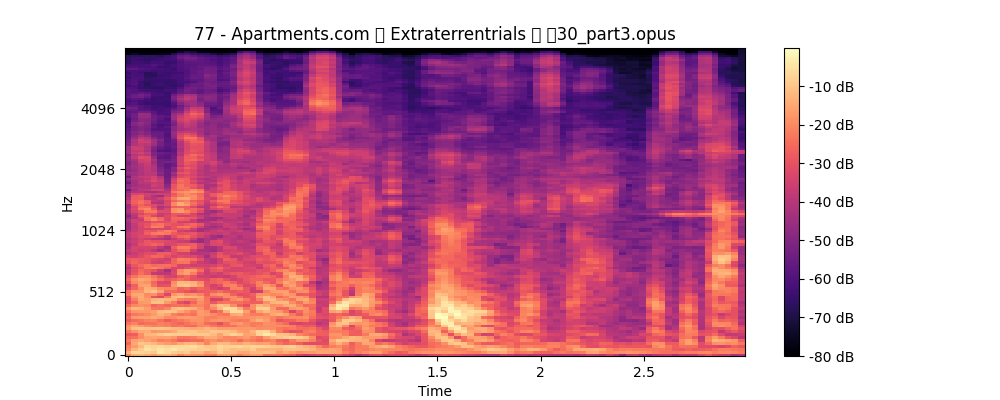 77 - Apartments.com Extraterrentrials 30_part3.opus
4096
2048
1024
512
0
Hz
0
0.5
1
1.5
2
2.5
Time
-10 dB
-20 dB
-30 dB
-40 dB
-50 dB
-60 dB
-70 dB
-80 dB